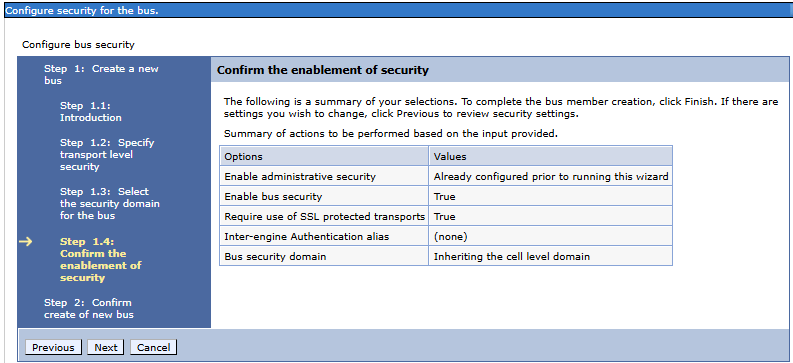 Configure security for the bus.
Configure bus security
Step 1: Create a new
bus
Step 1.1:
Introduction
Step 1.2: Specify
transport level
security
Step 1.3: Select
the security domain
for the bus
Step 1.4:
Confirm the
enablement of
security
Step 2: Confirm
create of new bus
Confirm the enablement of security
The following is a summary of your selections. To complete the bus member creation, click Finish. If there are
settings you wish to change, click Previous to review security settings.
Summary of actions to be performed based on the input provided.
Options Values
Enable administrative security Already configured prior to running this wizard
Enable bus security True
Require use of SSL protected transports True
Inter-engine Authentication alias (none)
Bus security domain Inheriting the cell level domain
Previous Next Cancel